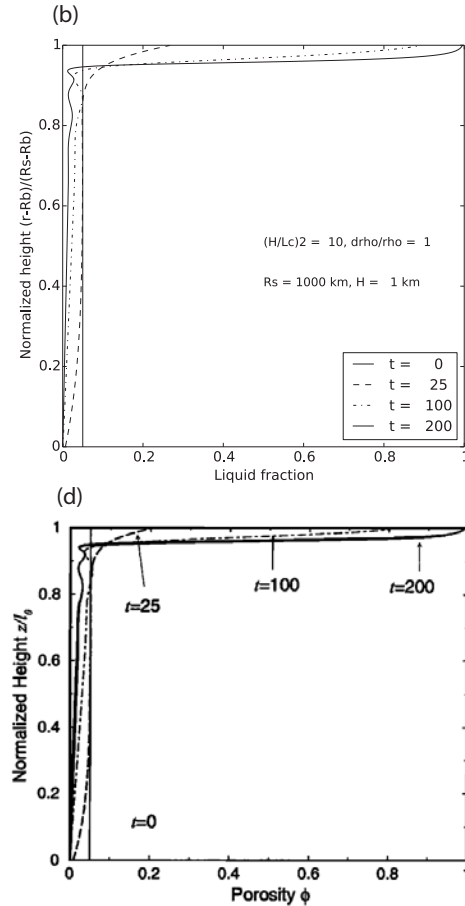 (b)
1
0.8
0.6
0.4
0.2
0
Normalized height (r-Rb)/(Rs-Rb)
(H/Lc)2 = 10, drho/rho = 1
Rs = 1000 km, H = 1 km
t = 0
t = 25
t = 100
t = 200
0 0.2 0.4 0.6 0.8 1
Liquid fraction
(d)
1
0.8
0.6
0.4
0.2
0
Normalized Height z/l₀
t=25
t=100
t=200
t=0
0 0.2 0.4 0.6 0.8 1
Porosity ϕ